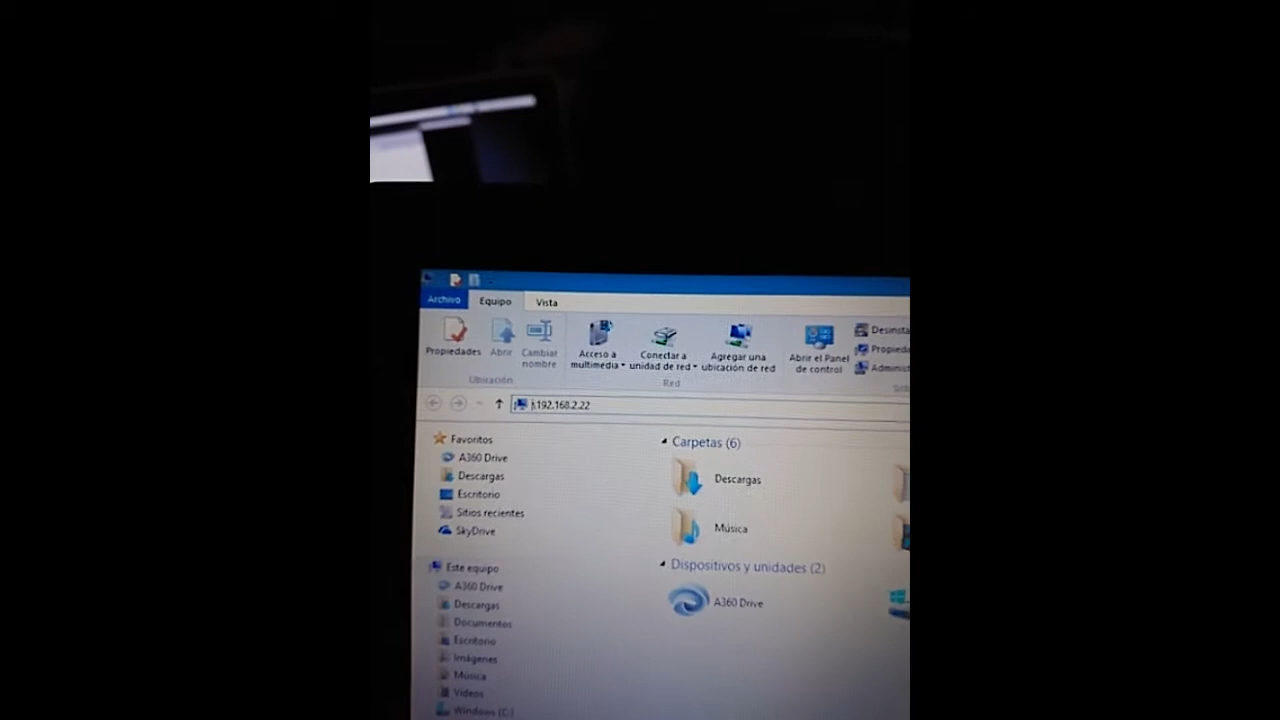 Archivo Equipo Vista
Propiedades
Abrir
Cambiar
nombre
Acceso a
multimedia
Conectar a
unidad de red
Agregar una
ubicación de red
Abrir el Panel
de control
Desinsta
Propieda
Administ
Ubicación
Red
\192.168.2.22
Favoritos
A360 Drive
Descargas
Escritorio
Sitios recientes
SkyDrive
Este equipo
A360 Drive
Descargas
Documentos
Escritorio
Imágenes
Música
Vídeos
Windows (C:)
Carpetas (6)
Descargas
Música
Dispositivos y unidades (2)
A360 Drive